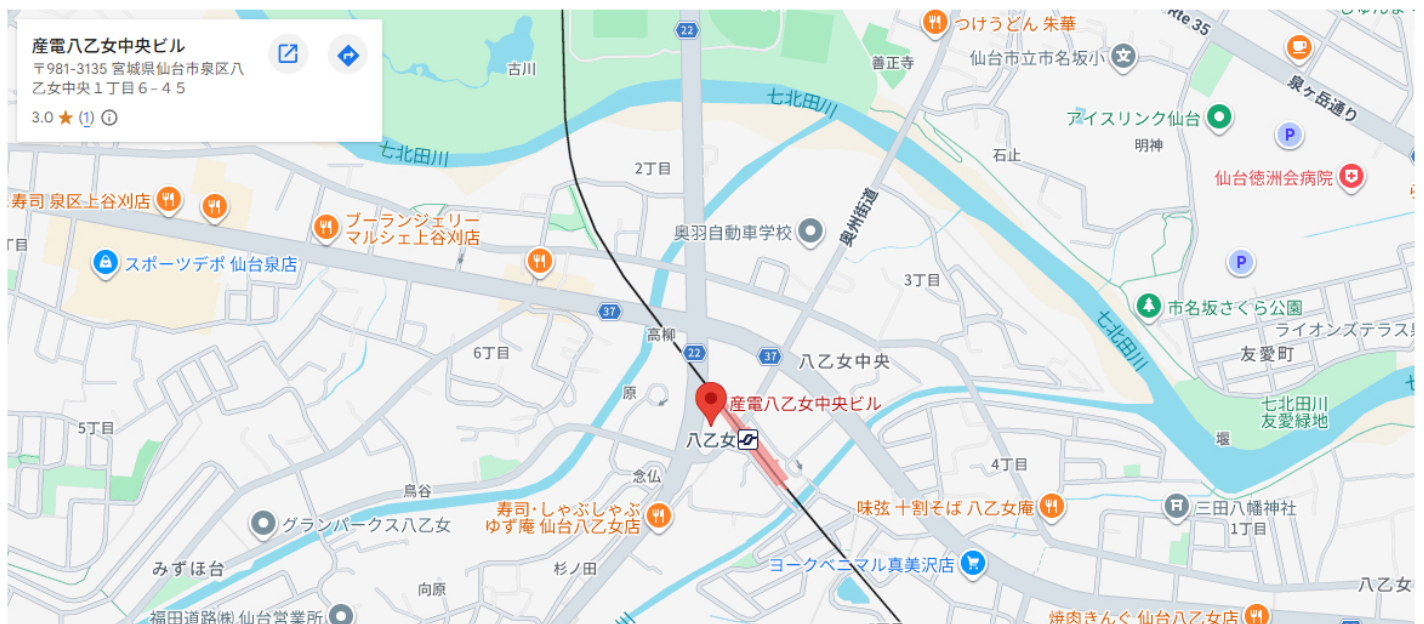 産電八乙女中央ビル
〒981-3135 宮城県仙台市泉区八
乙女中央1丁目6−45
3.0 ★ (1)
22
つけうどん 朱華
Rte 35
善正寺
仙台市立市名坂小
古川
七北田川
泉ヶ岳通り
アイスリンク仙台
P
明神
七北田川
石止
2丁目
仙台徳洲会病院
寿司 泉区上谷刈店
ブーランジェリー
マルシェ上谷刈店
奥羽自動車学校
奥州街道
丁目
スポーツデポ 仙台泉店
P
3丁目
市名坂さくら公園
37
七北田川
ライオンズテラス
高柳
22
37
八乙女中央
友愛町
6丁目
原
産電八乙女中央ビル
七北田川
友愛緑地
5丁目
八乙女
堰
4丁目
念仏
鳥谷
寿司・しゃぶしゃぶ
ゆず庵 仙台八乙女店
味弦 十割そば 八乙女庵
三田八幡神社
1丁目
グランパークス八乙女
みずほ台
杉ノ田
ヨークベニマル真美沢店
向原
八乙女
福田道路㈱ 仙台営業所
焼肉きんぐ 仙台八乙女店